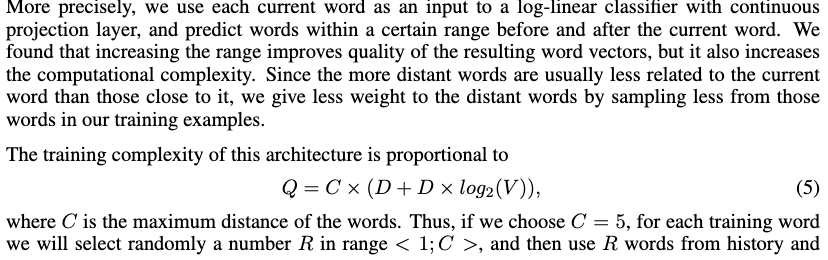 More precisely, we use each current word as an input to a log-linear classifier with continuous
projection layer, and predict words within a certain range before and after the current word. We
found that increasing the range improves quality of the resulting word vectors, but it also increases
the computational complexity. Since the more distant words are usually less related to the current
word than those close to it, we give less weight to the distant words by sampling less from those
words in our training examples.
The training complexity of this architecture is proportional to
Q = C × (D + D × log₂(V)), (5)
where C is the maximum distance of the words. Thus, if we choose C = 5, for each training word
we will select randomly a number R in range < 1; C >, and then use R words from history and